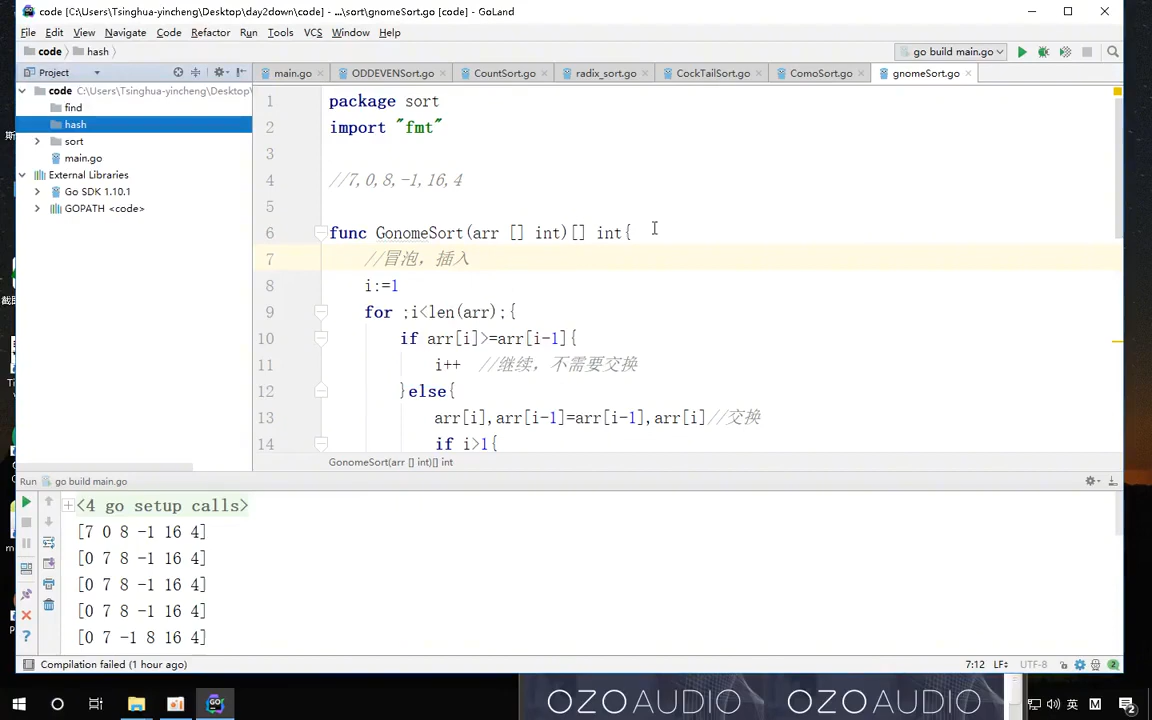 code [C:\Users\Tsinghua-yincheng\Desktop\day2down\code] - ...\sort\gnomeSort.go [code] - GoLand
File Edit View Navigate Code Refactor Run Tools VCS Window Help
code hash
go build main.go
Project
main.go ODDEVENSort.go CountSort.go radix_sort.go CockTailSort.go ComoSort.go gnomeSort.go
code C:\Users\Tsinghua-yincheng\Desktop\
find
hash
sort
main.go
External Libraries
Go SDK 1.10.1
GOPATH <code>
1 package sort
2 import "fmt"
3
4 //7,0,8,-1,16,4
5
6 func GonomeSort(arr [] int)[] int{
7 //冒泡，插入
8 i:=1
9 for ;i<len(arr);{
10 if arr[i]>=arr[i-1]{
11 i++ //继续，不需要交换
12 }else{
13 arr[i],arr[i-1]=arr[i-1],arr[i]//交换
14 if i>1{
GonomeSort(arr [] int)[] int
Run go build main.go
<4 go setup calls>
[7 0 8 -1 16 4]
[0 7 8 -1 16 4]
[0 7 8 -1 16 4]
[0 7 8 -1 16 4]
[0 7 -1 8 16 4]
Compilation failed (1 hour ago)
7:12 LF÷ UTF-8 2
OZO AUDIO OZO AUDIO
英 M 2